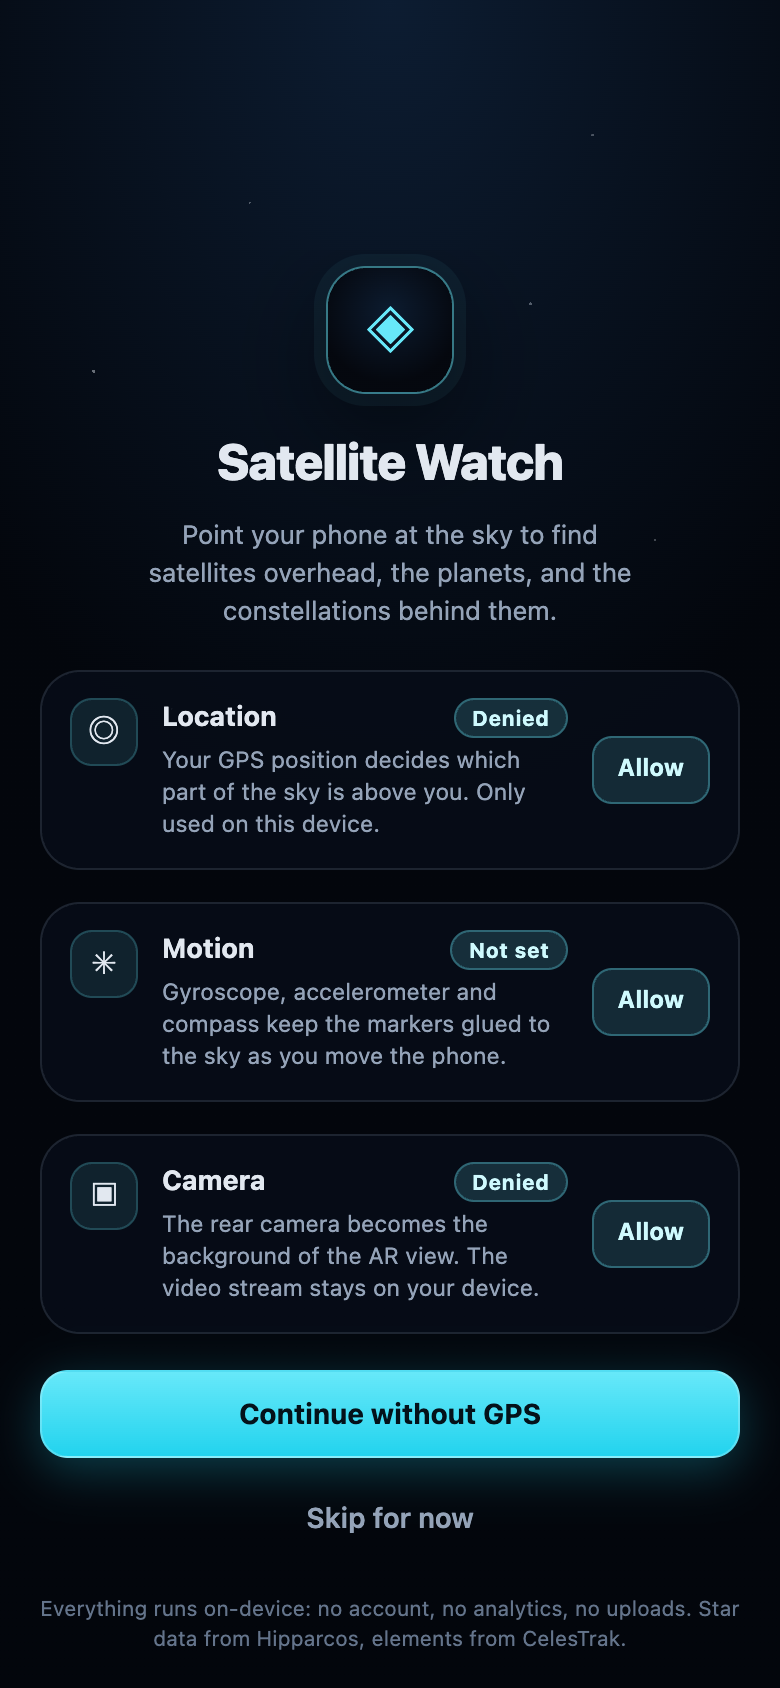 Satellite Watch
Point your phone at the sky to find
satellites overhead, the planets, and the
constellations behind them.
Location
Denied
Your GPS position decides which
part of the sky is above you. Only
used on this device.
Allow
Motion
Not set
Gyroscope, accelerometer and
compass keep the markers glued to
the sky as you move the phone.
Allow
Camera
Denied
The rear camera becomes the
background of the AR view. The
video stream stays on your device.
Allow
Continue without GPS
Skip for now
Everything runs on-device: no account, no analytics, no uploads. Star
data from Hipparcos, elements from CelesTrak.